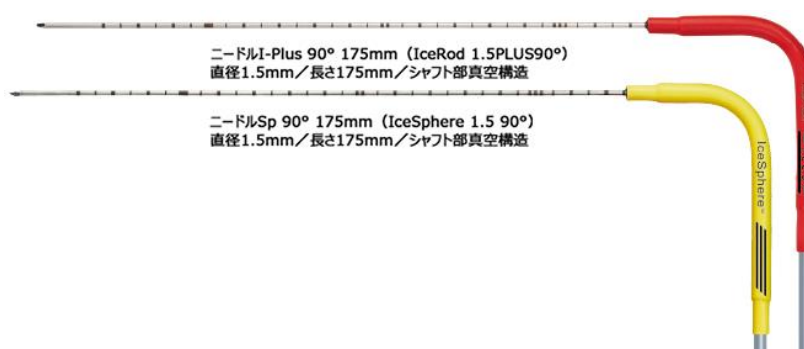 ニードルI-Plus 90° 175mm（IceRod 1.5PLUS90°）
直径1.5mm／長さ175mm／シャフト部真空構造
ニードルSp 90° 175mm（IceSphere 1.5 90°）
直径1.5mm／長さ175mm／シャフト部真空構造
IceSphere™